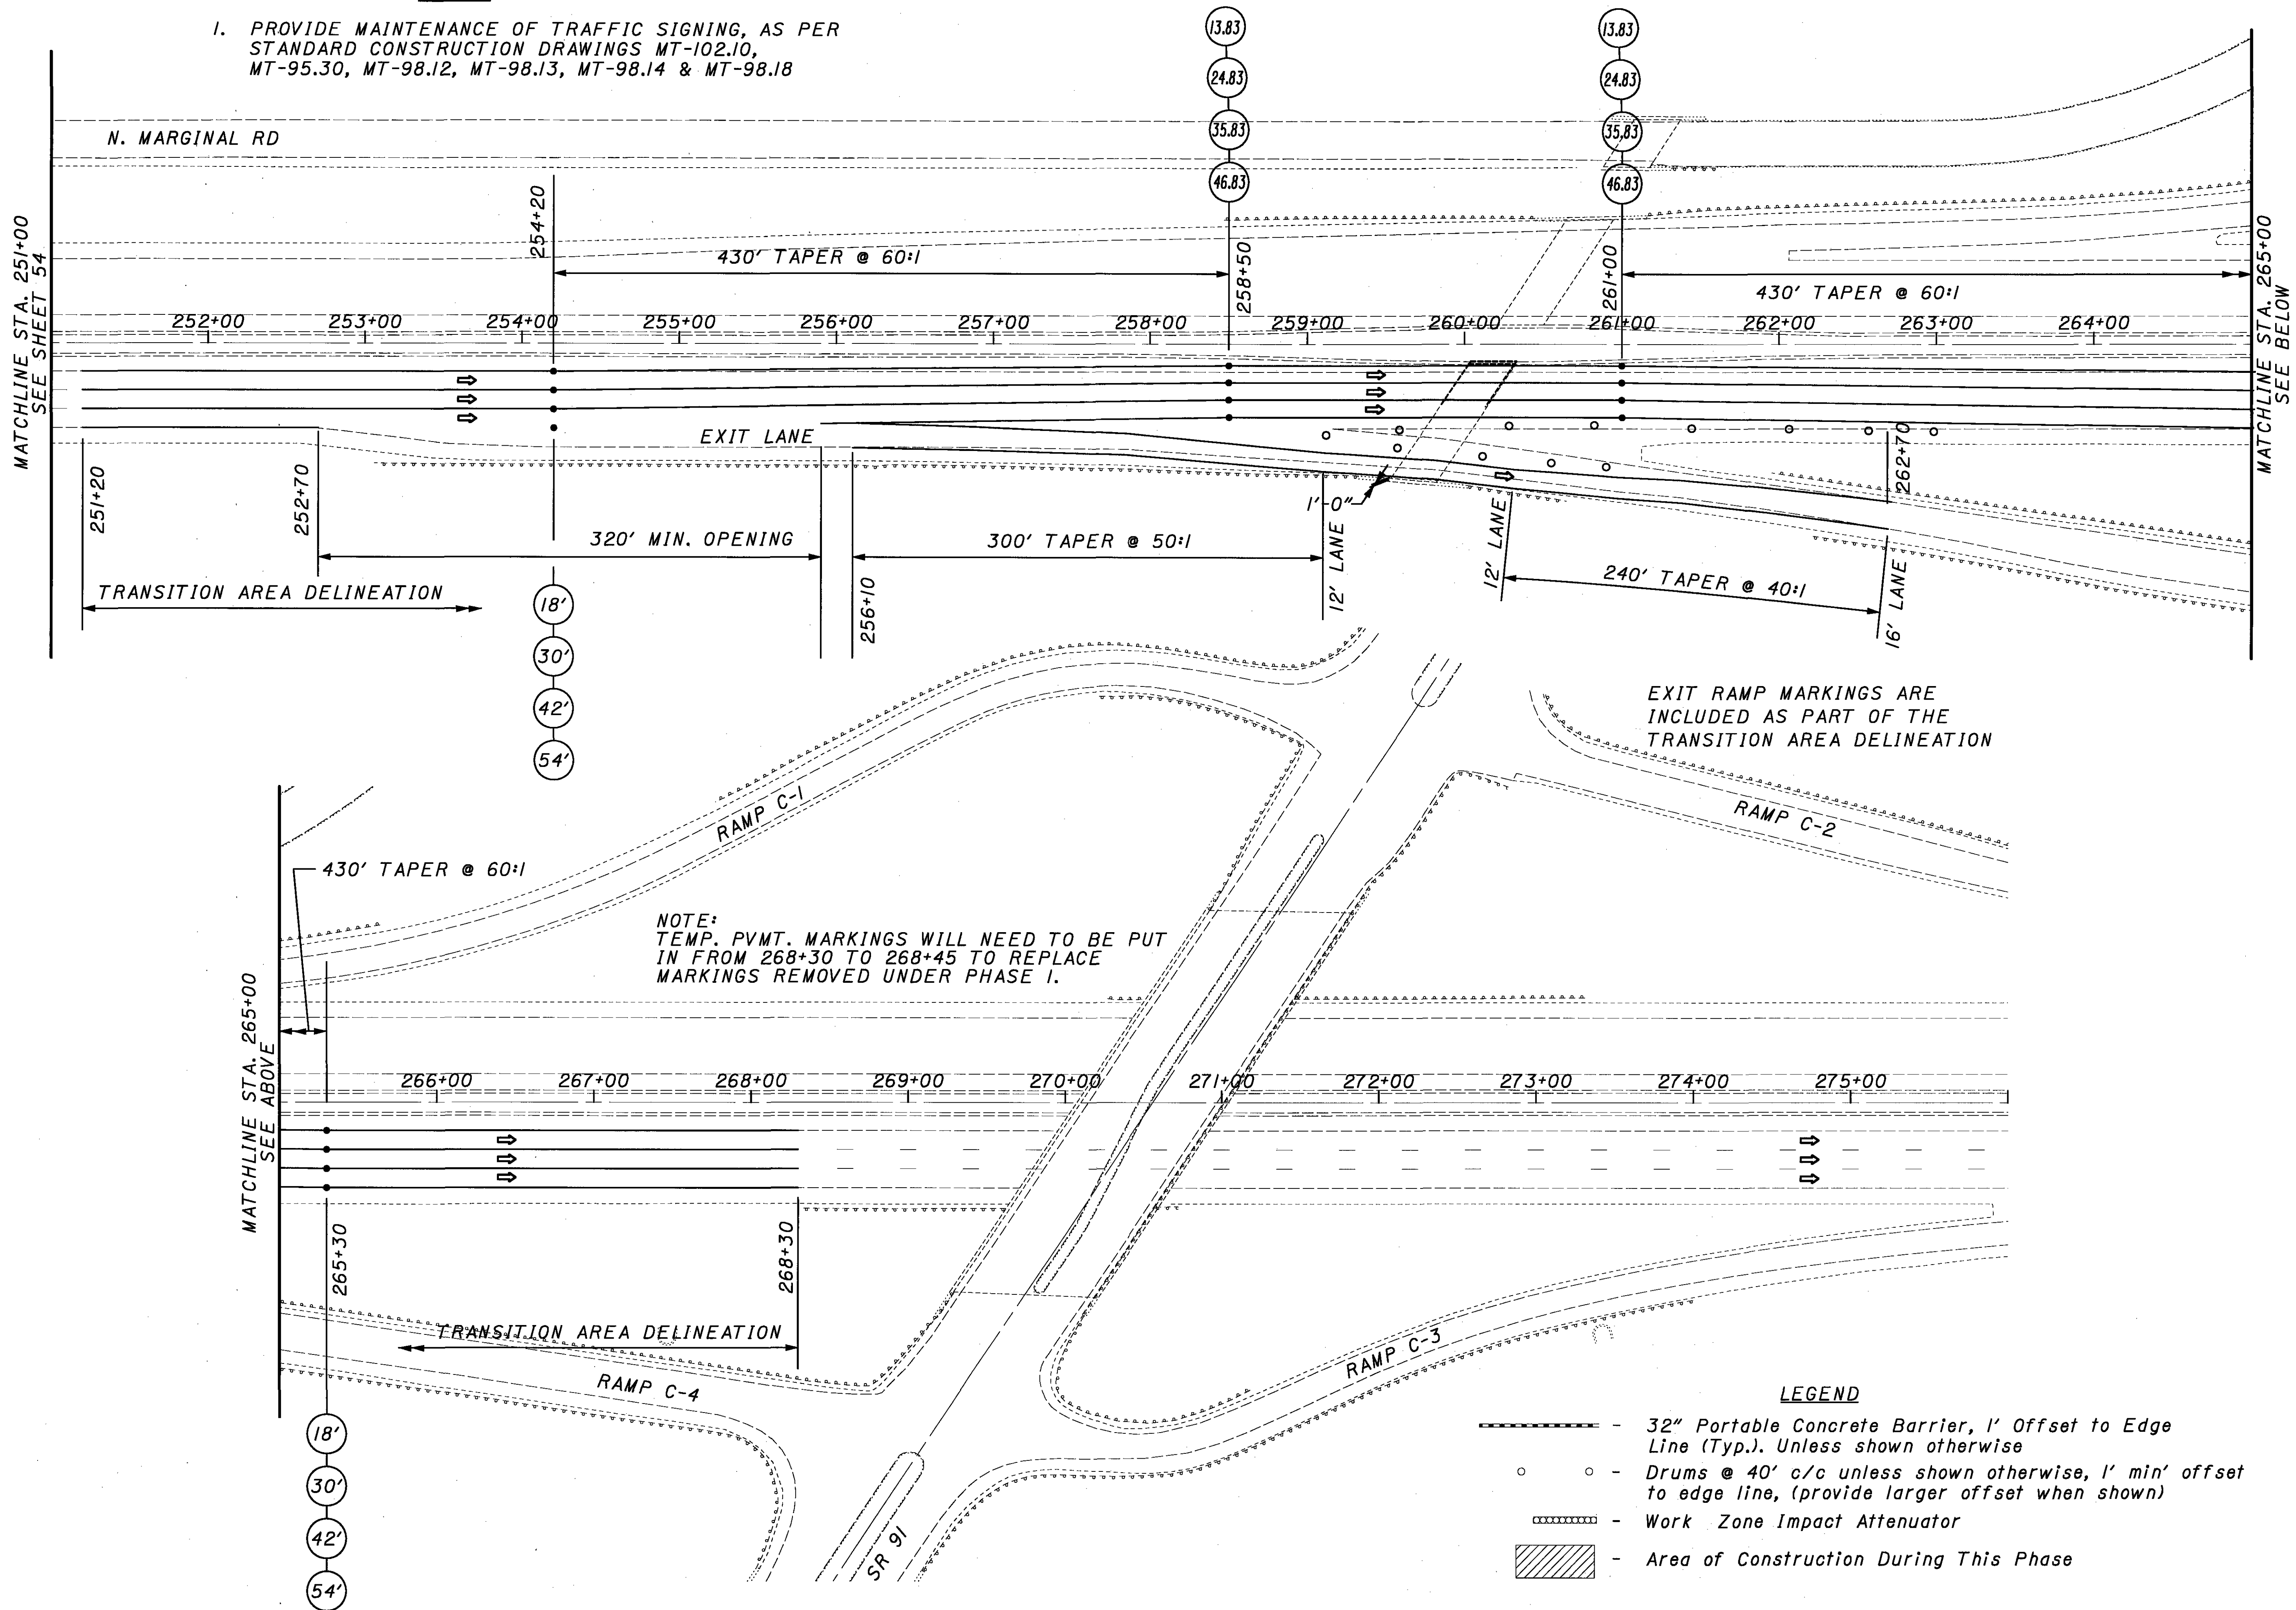 1. PROVIDE MAINTENANCE OF TRAFFIC SIGNING, AS PER
STANDARD CONSTRUCTION DRAWINGS MT-102.10,
MT-95.30, MT-98.12, MT-98.13, MT-98.14 & MT-98.18
13.83
24.83
35.83
46.83
13.83
24.83
35.83
46.83
N. MARGINAL RD
MATCHLINE STA. 251+00
SEE SHEET 54
254+20
430' TAPER @ 60:1
258+50
261+00
430' TAPER @ 60:1
MATCHLINE STA. 265+00
SEE BELOW
252+00
253+00
254+00
255+00
256+00
257+00
258+00
259+00
260+00
261+00
262+00
263+00
264+00
EXIT LANE
251+20
252+70
320' MIN. OPENING
256+10
300' TAPER @ 50:1
1'-0"
12' LANE
12' LANE
240' TAPER @ 40:1
262+70
16' LANE
TRANSITION AREA DELINEATION
18'
30'
42'
54'
EXIT RAMP MARKINGS ARE
INCLUDED AS PART OF THE
TRANSITION AREA DELINEATION
RAMP C-1
RAMP C-2
430' TAPER @ 60:1
NOTE:
TEMP. PVMT. MARKINGS WILL NEED TO BE PUT
IN FROM 268+30 TO 268+45 TO REPLACE
MARKINGS REMOVED UNDER PHASE 1.
MATCHLINE STA. 265+00
SEE ABOVE
266+00
267+00
268+00
269+00
270+00
271+00
272+00
273+00
274+00
275+00
265+30
268+30
TRANSITION AREA DELINEATION
RAMP C-4
RAMP C-3
SR 91
18'
30'
42'
54'
LEGEND
- 32" Portable Concrete Barrier, 1' Offset to Edge
Line (Typ.). Unless shown otherwise
- Drums @ 40' c/c unless shown otherwise, 1' min' offset
to edge line, (provide larger offset when shown)
- Work Zone Impact Attenuator
- Area of Construction During This Phase